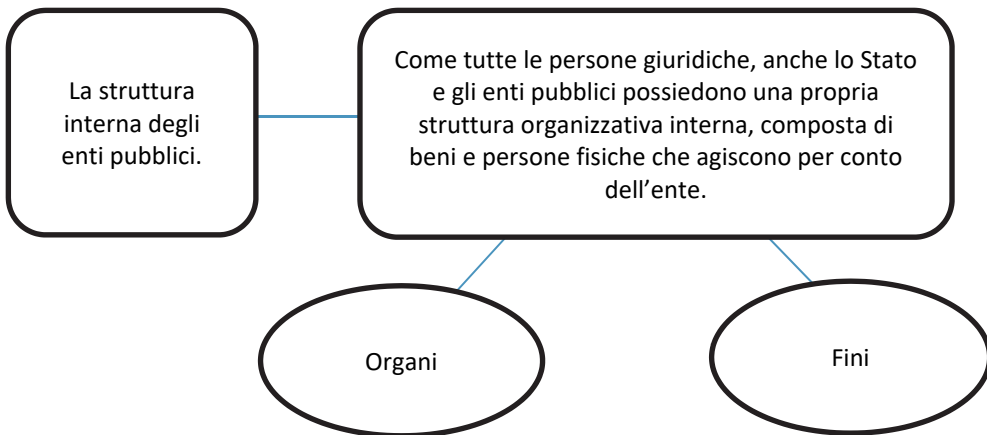 La struttura
interna degli
enti pubblici.
Come tutte le persone giuridiche, anche lo Stato
e gli enti pubblici possiedono una propria
struttura organizzativa interna, composta di
beni e persone fisiche che agiscono per conto
dell’ente.
Organi
Fini